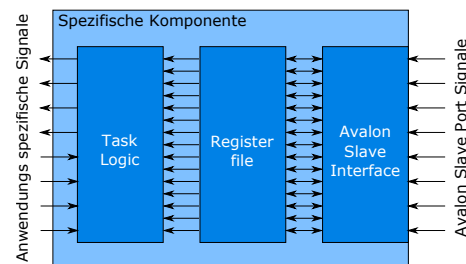 Spezifische Komponente
Anwendungs spezifische Signale
Task
Logic
Register
file
Avalon
Slave
Interface
Avalon Slave Port Signale